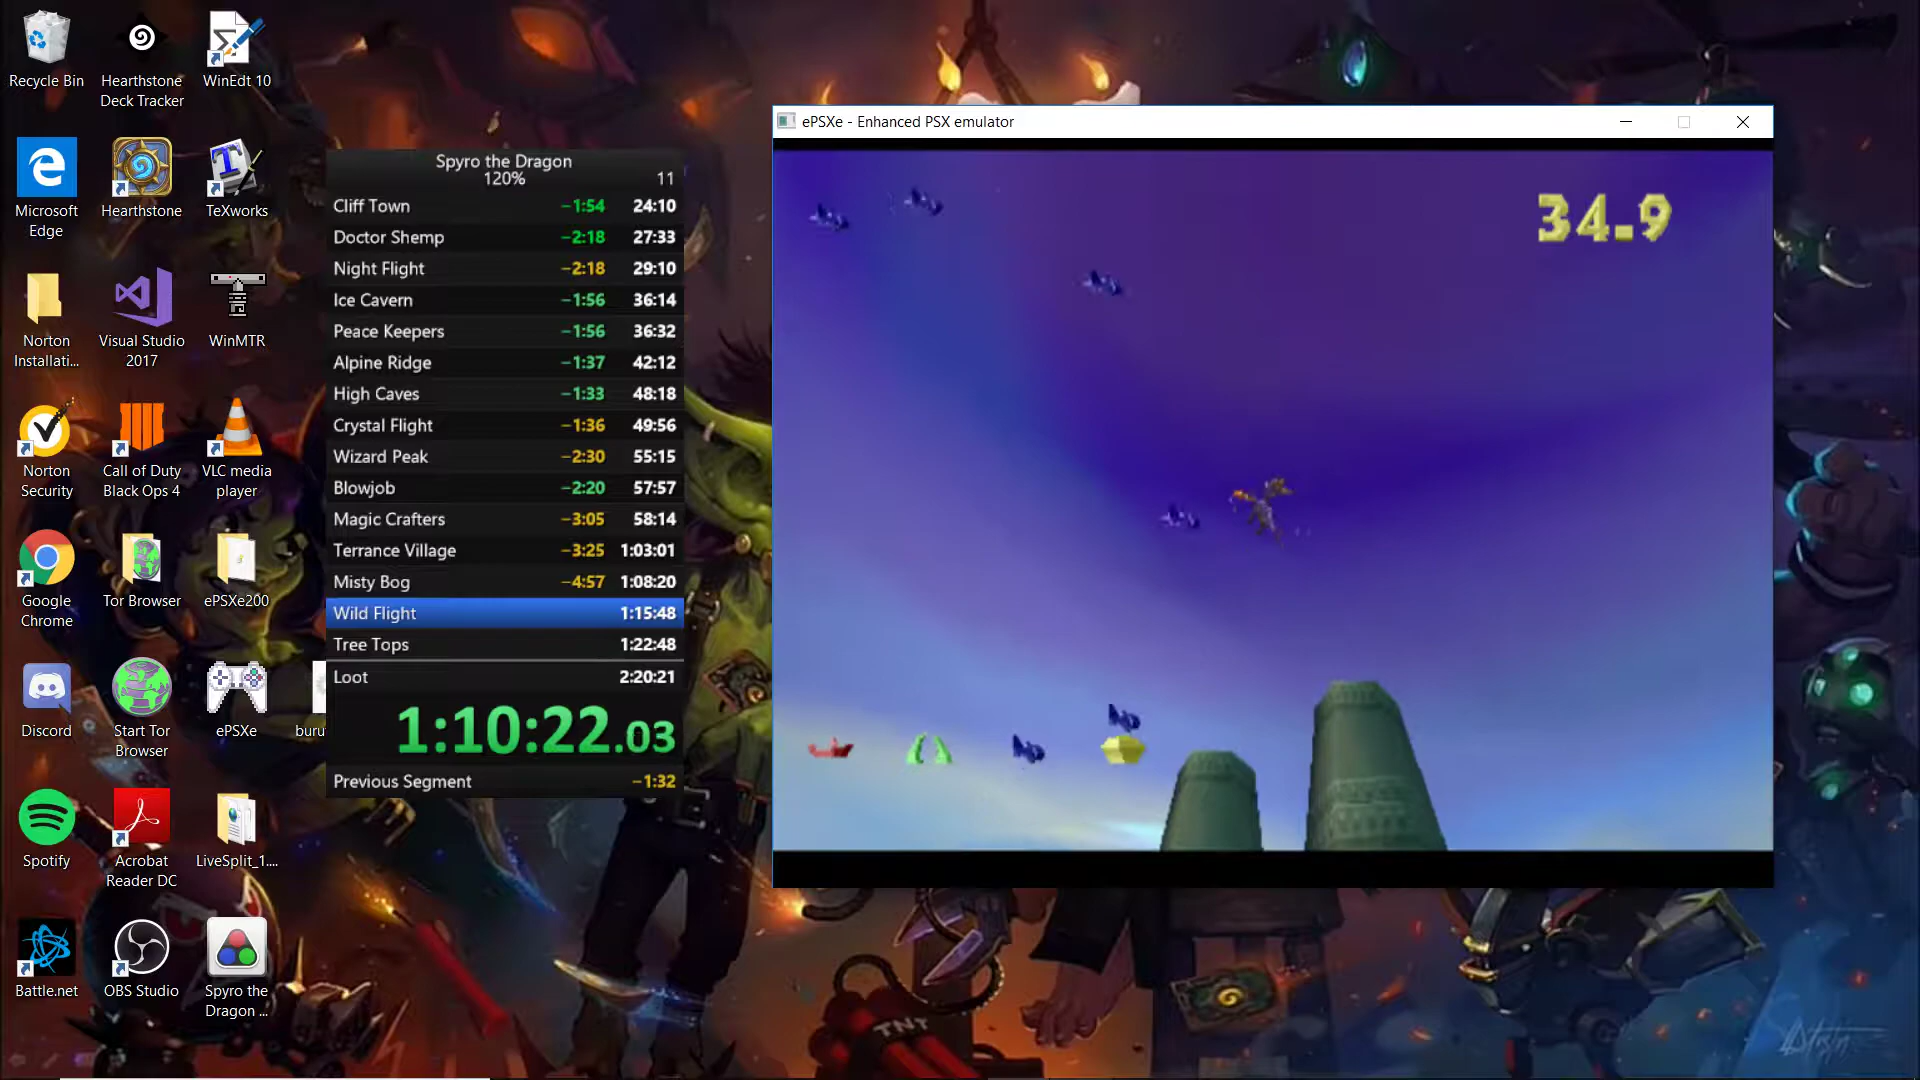 Recycle Bin
Hearthstone
Deck Tracker
WinEdt 10
Microsoft
Edge
Hearthstone
TeXworks
Norton
Installati...
Visual Studio
2017
WinMTR
Norton
Security
Call of Duty
Black Ops 4
VLC media
player
Google
Chrome
Tor Browser
ePSXe200
Discord
Start Tor
Browser
ePSXe
buru
Spotify
Acrobat
Reader DC
LiveSplit_1....
Battle.net
OBS Studio
Spyro the
Dragon ...
Spyro the Dragon
120% 11
Cliff Town −1:54 24:10
Doctor Shemp −2:18 27:33
Night Flight −2:18 29:10
Ice Cavern −1:56 36:14
Peace Keepers −1:56 36:32
Alpine Ridge −1:37 42:12
High Caves −1:33 48:18
Crystal Flight −1:36 49:56
Wizard Peak −2:30 55:15
Blowjob −2:20 57:57
Magic Crafters −3:05 58:14
Terrance Village −3:25 1:03:01
Misty Bog −4:57 1:08:20
Wild Flight 1:15:48
Tree Tops 1:22:48
Loot 2:20:21
1:10:22.03
Previous Segment −1:32
ePSXe - Enhanced PSX emulator
34.9
TNT